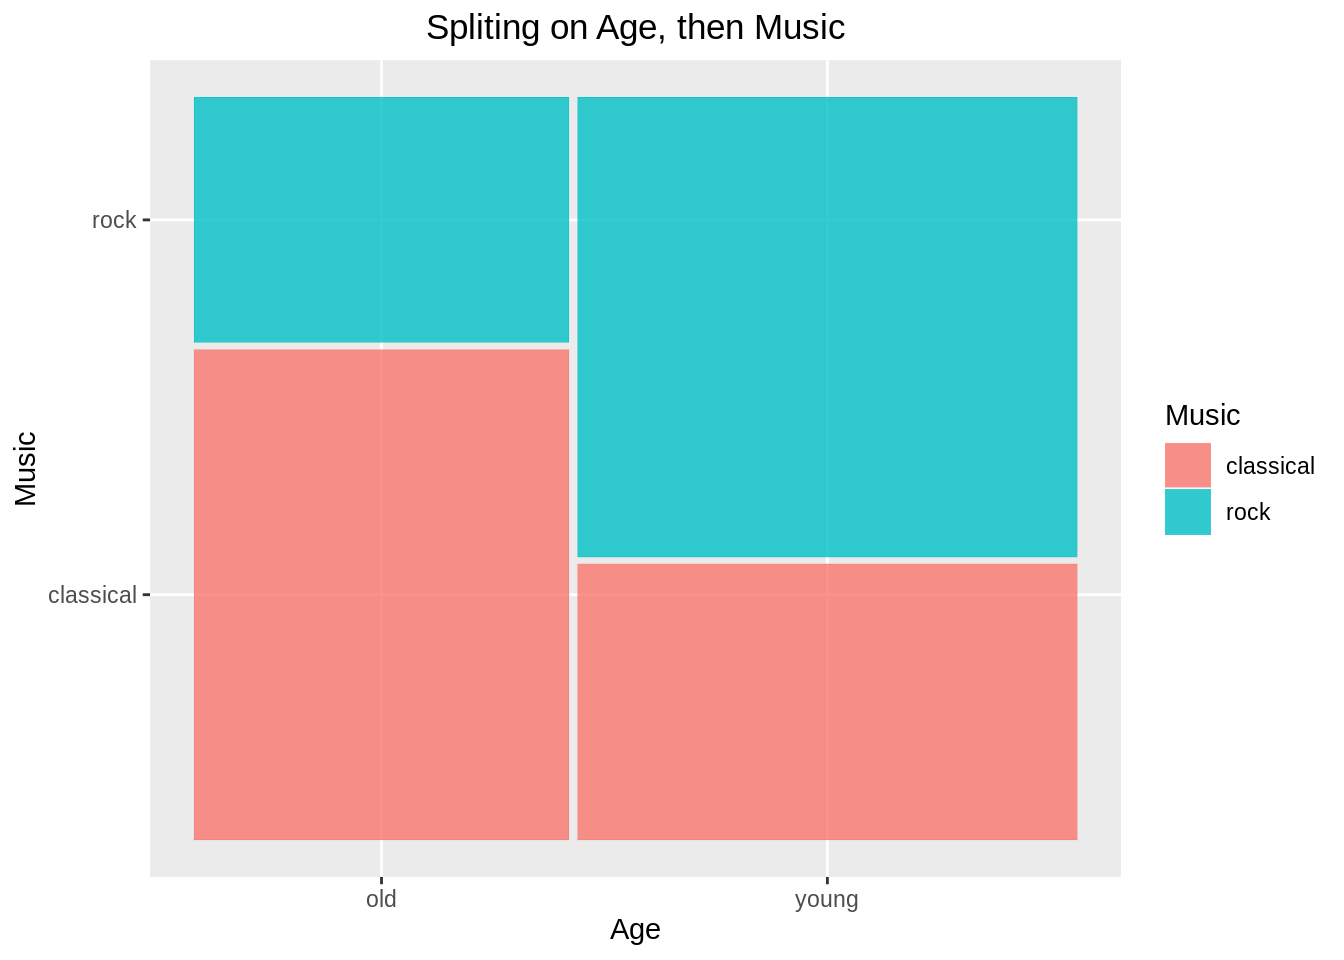 Spliting on Age, then Music
rock
classical
Music
old
young
Age
Music
classical
rock